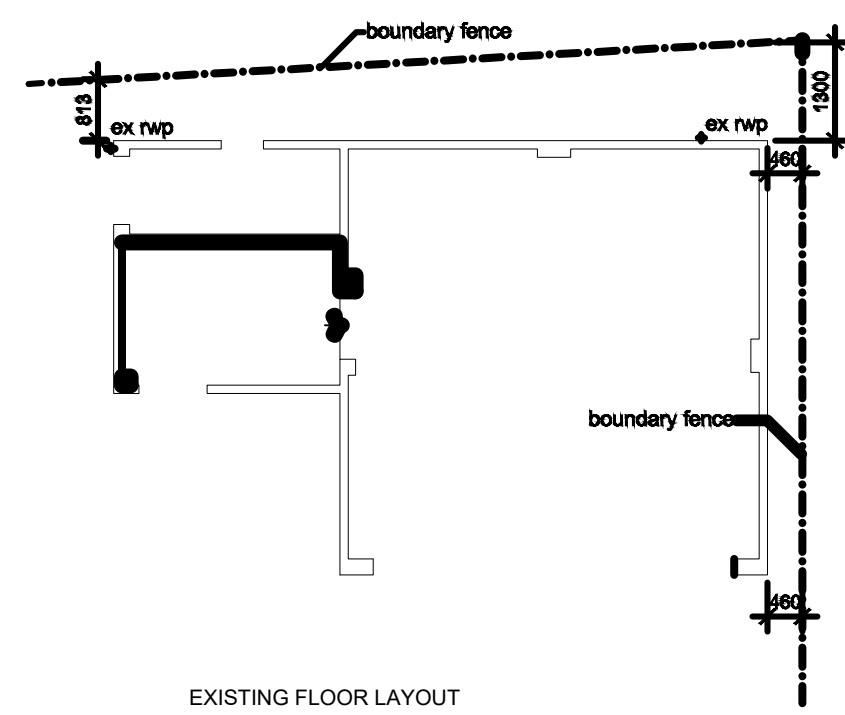 boundary fence
813
1300
ex rwp
ex rwp
460
boundary fence
460
EXISTING FLOOR LAYOUT